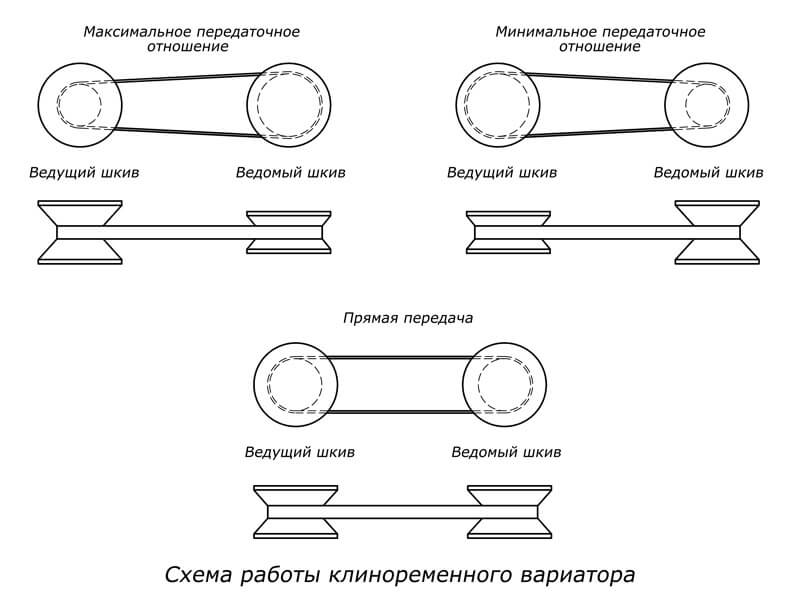 Максимальное передаточное
отношение
Минимальное передаточное
отношение
Ведущий шкив
Ведомый шкив
Ведущий шкив
Ведомый шкив
Прямая передача
Ведущий шкив
Ведомый шкив
Схема работы клиноременного вариатора